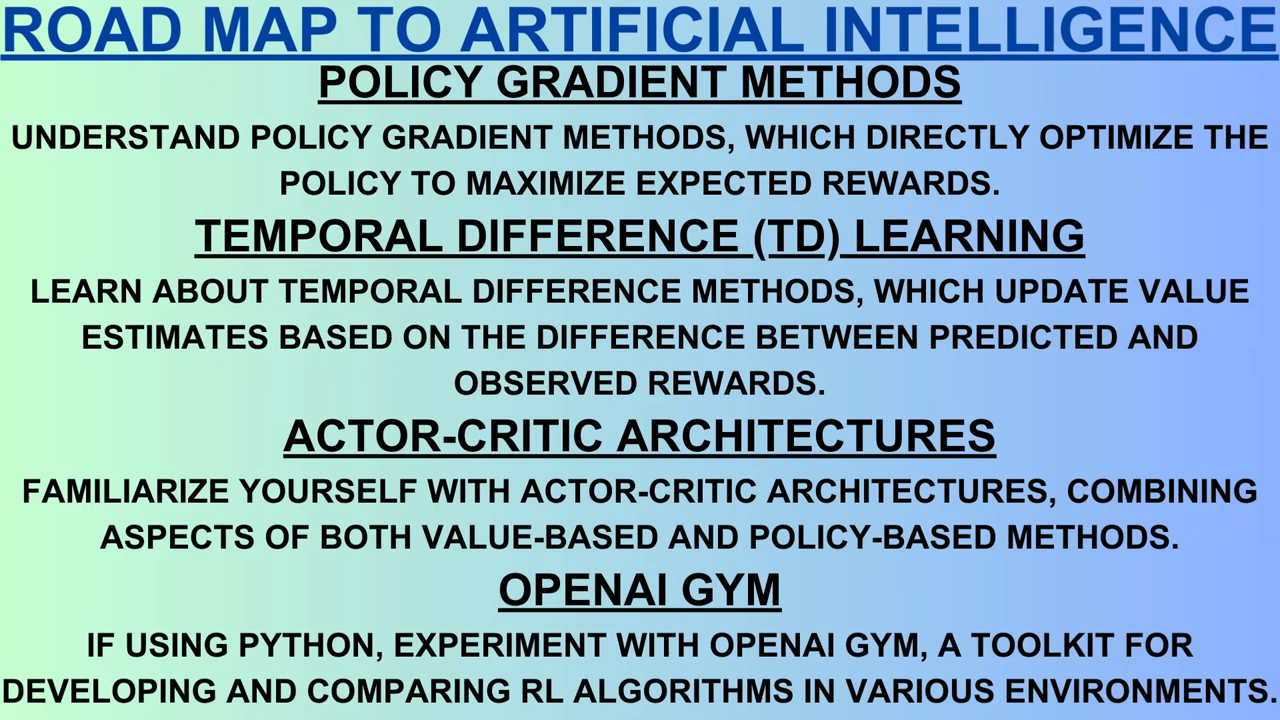 ROAD MAP TO ARTIFICIAL INTELLIGENCE
POLICY GRADIENT METHODS
UNDERSTAND POLICY GRADIENT METHODS, WHICH DIRECTLY OPTIMIZE THE
POLICY TO MAXIMIZE EXPECTED REWARDS.
TEMPORAL DIFFERENCE (TD) LEARNING
LEARN ABOUT TEMPORAL DIFFERENCE METHODS, WHICH UPDATE VALUE
ESTIMATES BASED ON THE DIFFERENCE BETWEEN PREDICTED AND
OBSERVED REWARDS.
ACTOR-CRITIC ARCHITECTURES
FAMILIARIZE YOURSELF WITH ACTOR-CRITIC ARCHITECTURES, COMBINING
ASPECTS OF BOTH VALUE-BASED AND POLICY-BASED METHODS.
OPENAI GYM
IF USING PYTHON, EXPERIMENT WITH OPENAI GYM, A TOOLKIT FOR
DEVELOPING AND COMPARING RL ALGORITHMS IN VARIOUS ENVIRONMENTS.